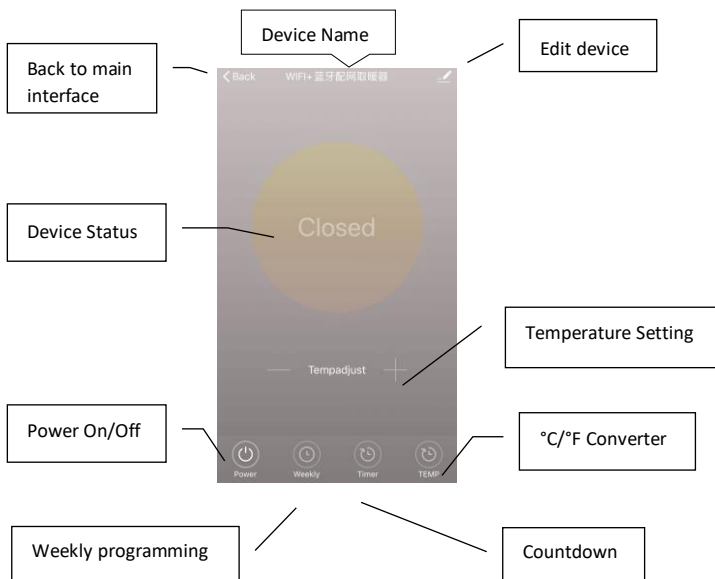 Device Name
Edit device
Back to main
interface
Back
WIFI+蓝牙配网取暖器
Device Status
Closed
Temperature Setting
Tempadjust
Power On/Off
°C/°F Converter
Power
Weekly
Timer
TEMP
Weekly programming
Countdown